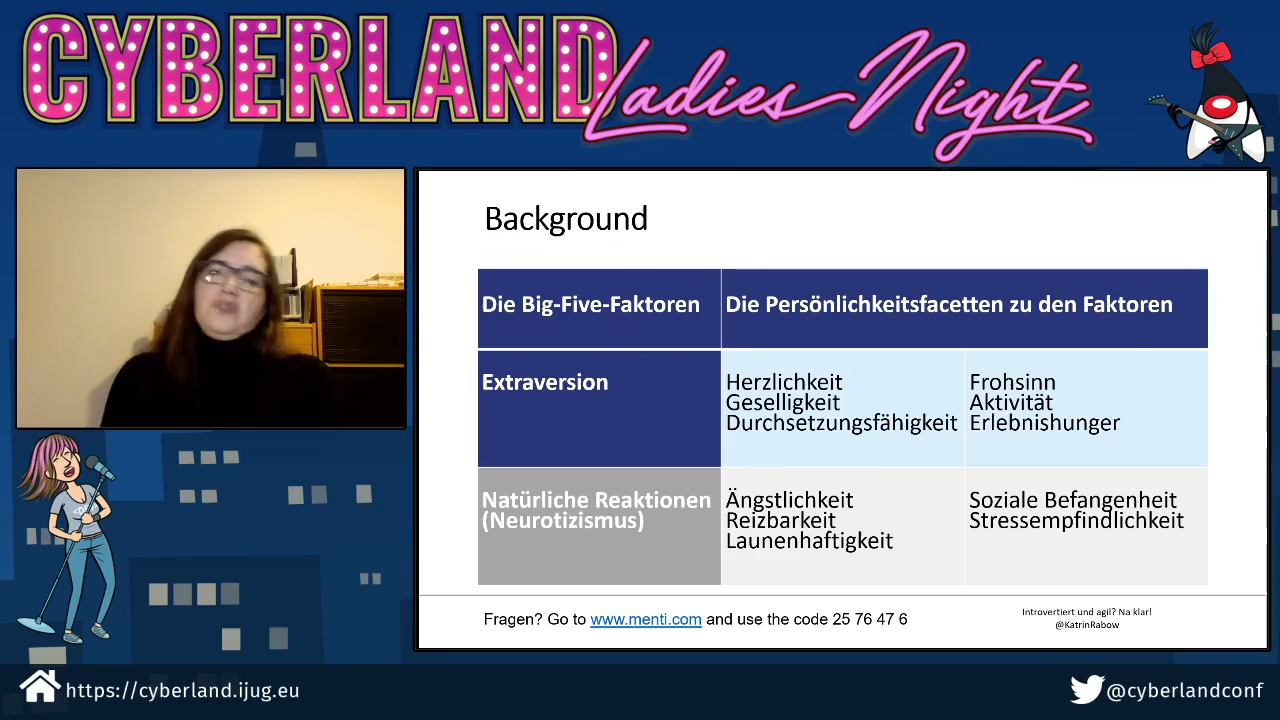 CYBERLAND
Ladies Night
Background
Die Big-Five-Faktoren
Die Persönlichkeitsfacetten zu den Faktoren
Extraversion
Herzlichkeit
Geselligkeit
Durchsetzungsfähigkeit
Frohsinn
Aktivität
Erlebnishunger
Natürliche Reaktionen
(Neurotizismus)
Ängstlichkeit
Reizbarkeit
Launenhaftigkeit
Soziale Befangenheit
Stressempfindlichkeit
Fragen? Go to www.menti.com and use the code 25 76 47 6
Introvertiert und agil? Na klar!
@KatrinRabow
https://cyberland.ijug.eu
@cyberlandconf